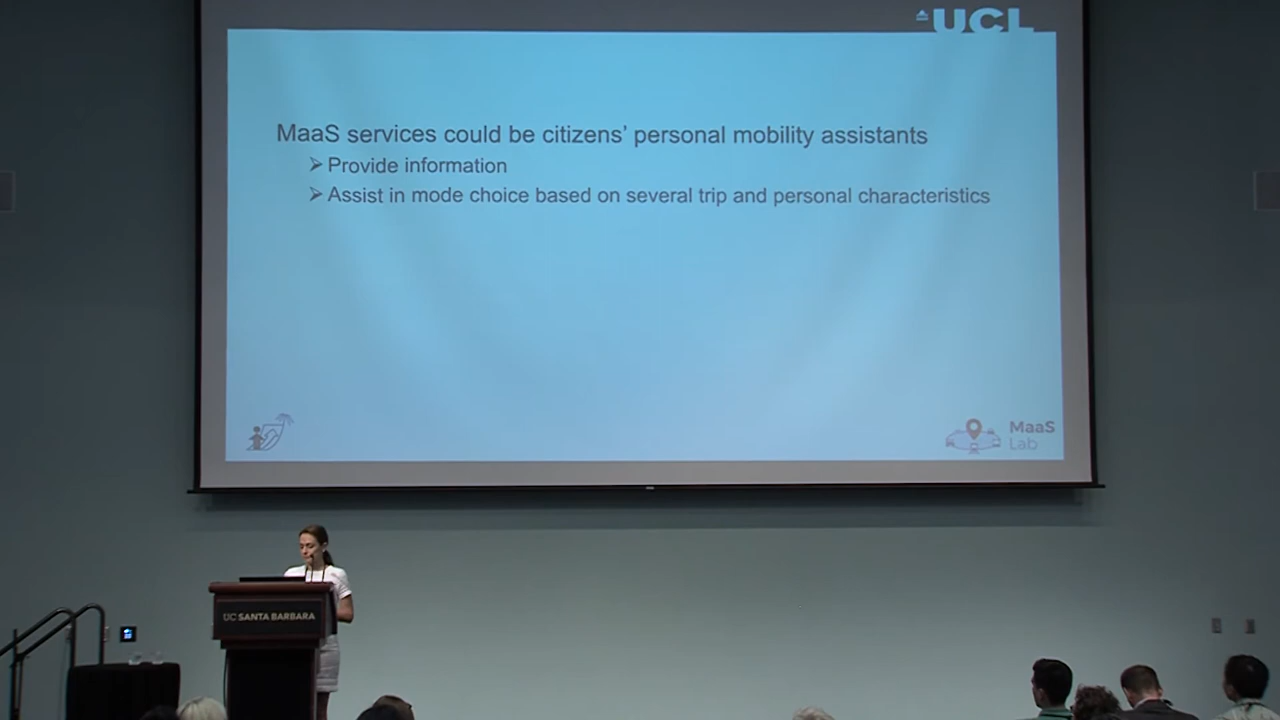 UCL
MaaS services could be citizens' personal mobility assistants
➢ Provide information
➢ Assist in mode choice based on several trip and personal characteristics
MaaS
Lab
UC SANTA BARBARA